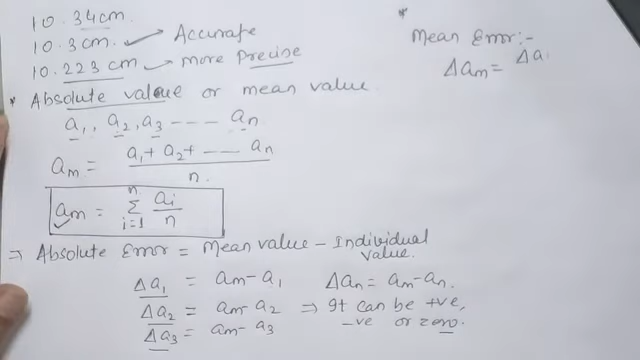 10.34cm.
10.3cm. → Accurate
10.223 cm → more Precise
* Absolute value or mean value.
a₁, a₂, a₃ ---- aₙ
aₘ = a₁ + a₂ + --- aₙ / n.
aₘ = Σ i=1 n aᵢ / n
⇒ Absolute Error = Mean value - Individual value.
Δa₁ = aₘ - a₁ Δaₙ = aₘ - aₙ.
Δa₂ = aₘ - a₂ ⇒ It can be +ve,
Δa₃ = aₘ - a₃ -ve or zero.
*
Mean Error:-
Δaₘ = Δa